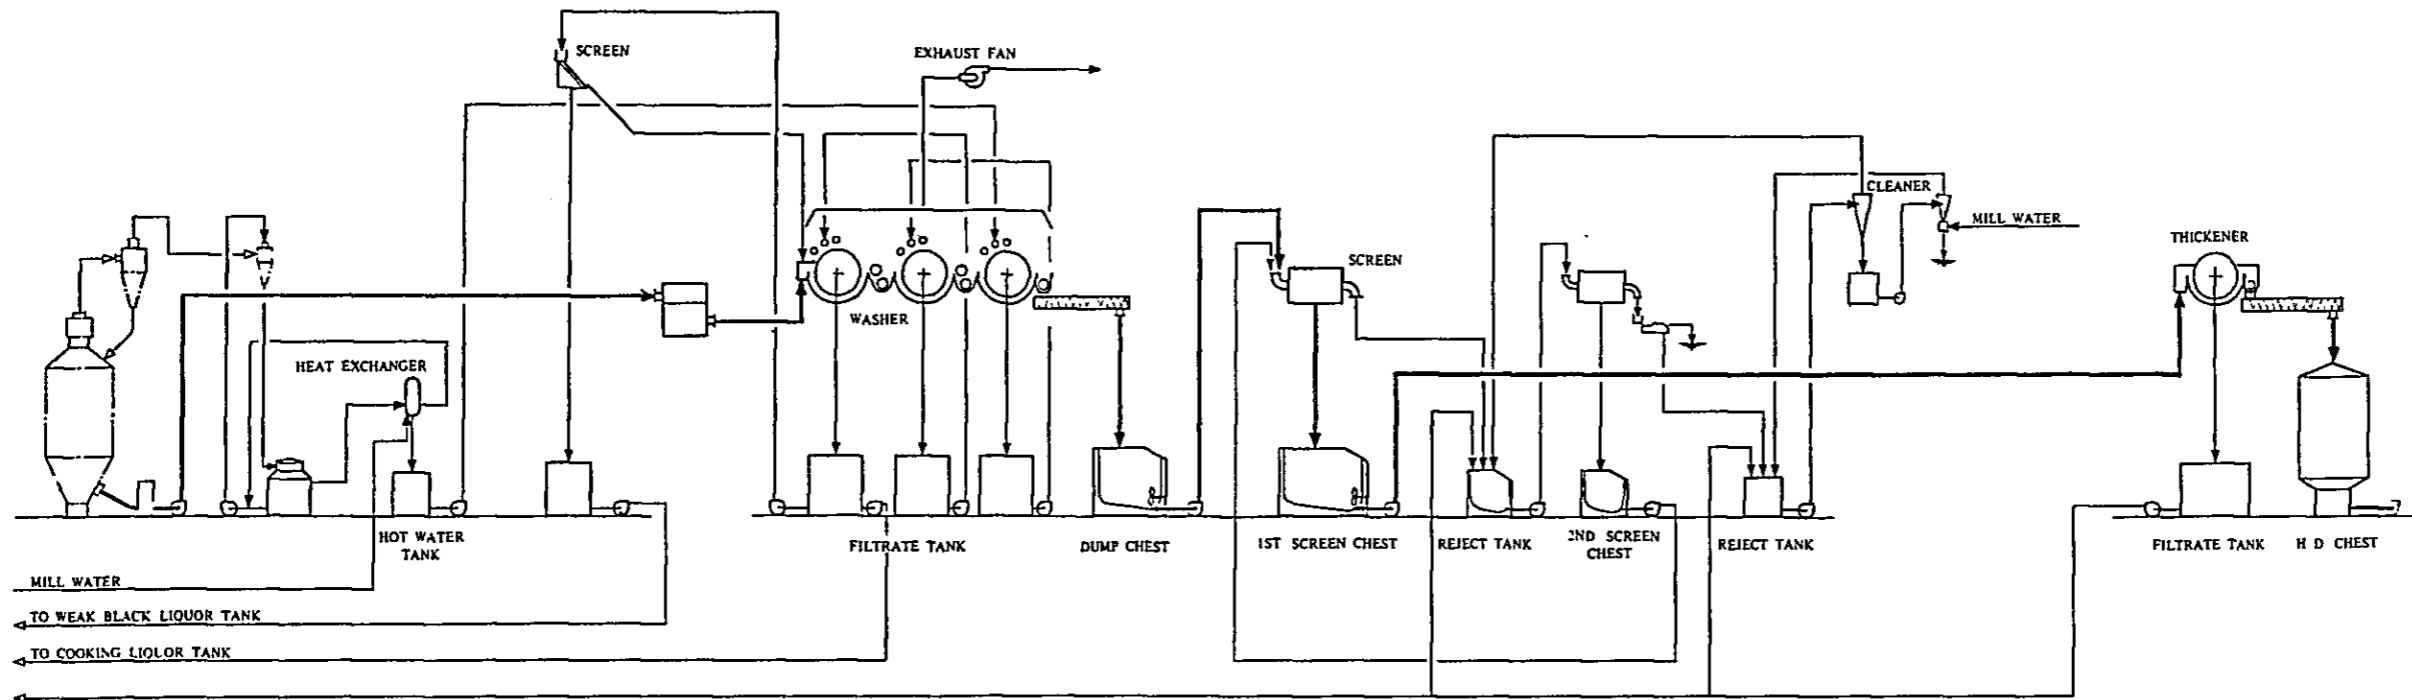 SCREEN
EXHAUST FAN
CLEANER
MILL WATER
THICKENER
SCREEN
WASHER
HEAT EXCHANGER
HOT WATER
TANK
FILTRATE TANK
DUMP CHEST
1ST SCREEN CHEST
REJECT TANK
2ND SCREEN
CHEST
REJECT TANK
FILTRATE TANK
H D CHEST
MILL WATER
TO WEAK BLACK LIQUOR TANK
TO COOKING LIQLOR TANK